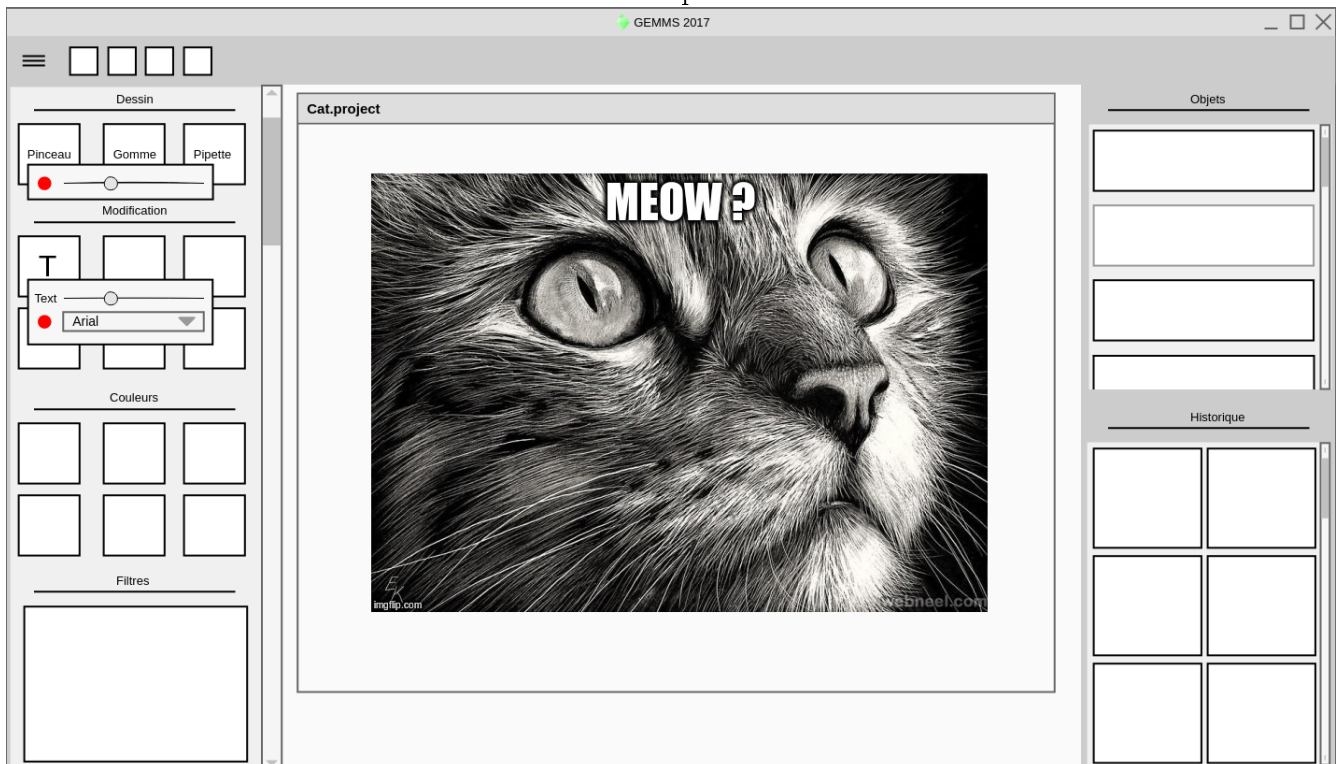 GEMMS 2017
Dessin
Pinceau Gomme Pipette
Modification
T
Text
Arial
Couleurs
Filtres
Cat.project
MEOW ?
imgflip.com
webneel.com
Objets
Historique